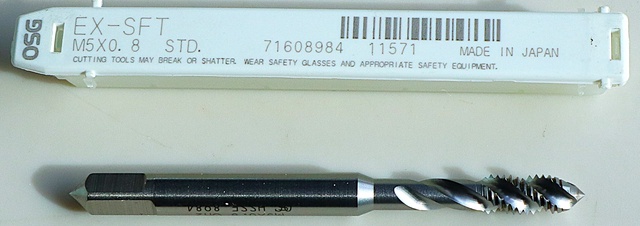 OSG
EX-SFT
M5X0.8 STD. 71608984 11571 MADE IN JAPAN
CUTTING TOOLS MAY BREAK OR SHATTER. WEAR SAFETY GLASSES AND APPROPRIATE SAFETY EQUIPMENT.